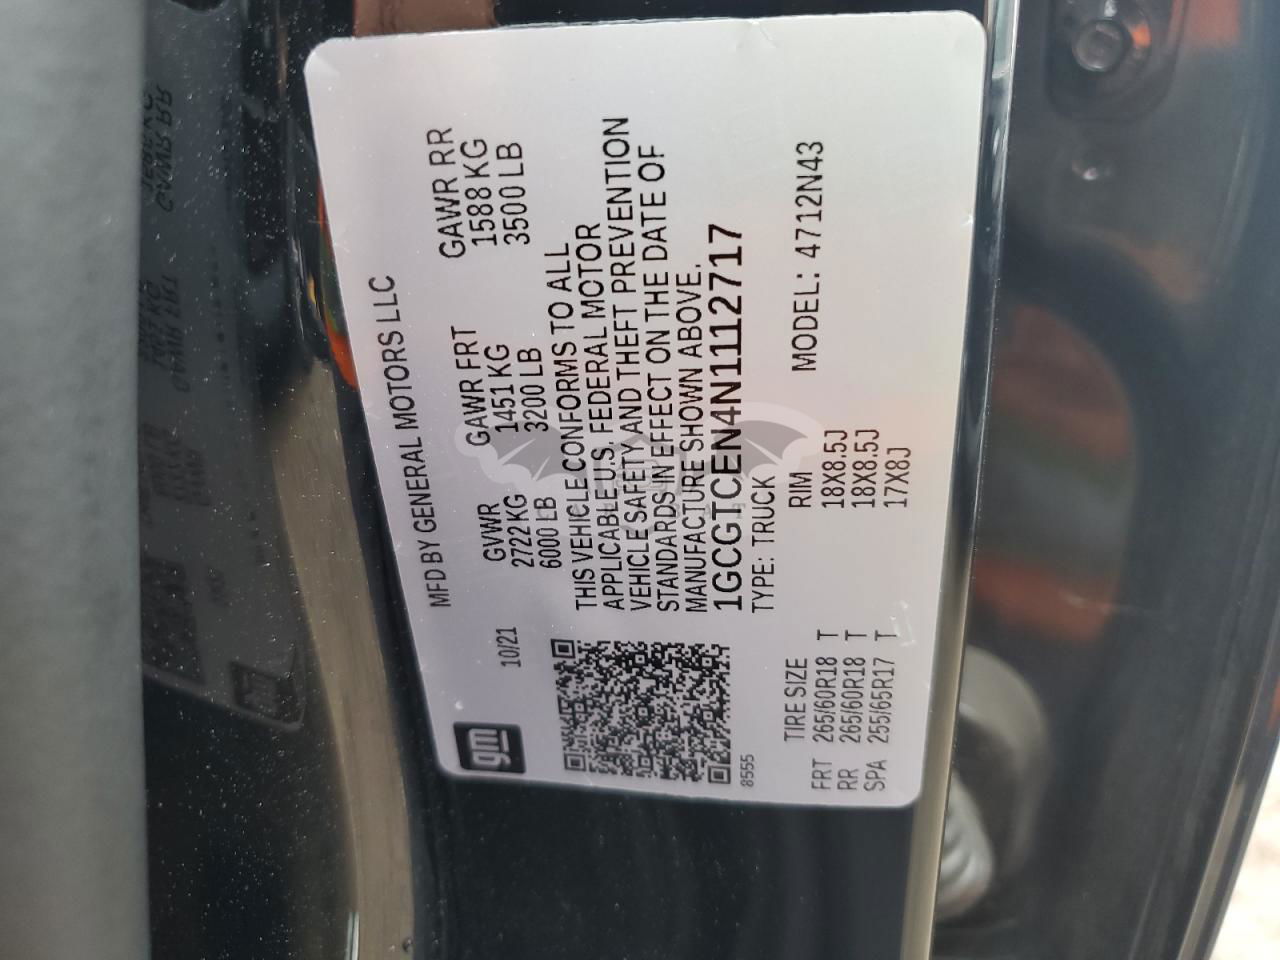 MFD BY GENERAL MOTORS LLC
gm
10/21
GVWR GAWR FRT GAWR RR
2722 KG 1451 KG 1588 KG
6000 LB 3200 LB 3500 LB
THIS VEHICLE CONFORMS TO ALL
APPLICABLE U.S. FEDERAL MOTOR
VEHICLE SAFETY AND THEFT PREVENTION
STANDARDS IN EFFECT ON THE DATE OF
MANUFACTURE SHOWN ABOVE.
1GCGTCEN4N1112717
8555
TYPE: TRUCK MODEL: 4712N43
TIRE SIZE RIM
FRT 265/60R18 T 18X8.5J
RR 265/60R18 T 18X8.5J
SPA 255/65R17 T 17X8J